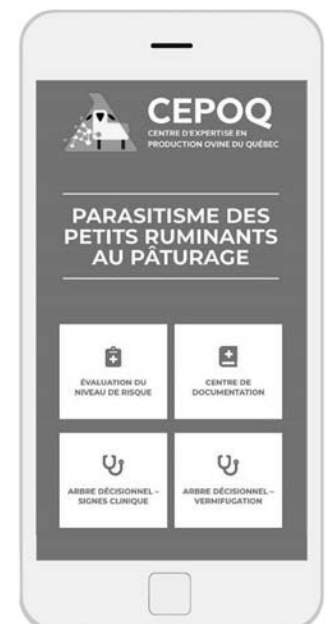 CEPOQ
CENTRE D'EXPERTISE EN
PRODUCTION OVINE DU QUÉBEC
PARASITISME DES
PETITS RUMINANTS
AU PÂTURAGE
ÉVALUATION DU
NIVEAU DE RISQUE
CENTRE DE
DOCUMENTATION
ARBRE DÉCISIONNEL –
SIGNES CLINIQUE
ARBRE DÉCISIONNEL –
VERMIFUGATION